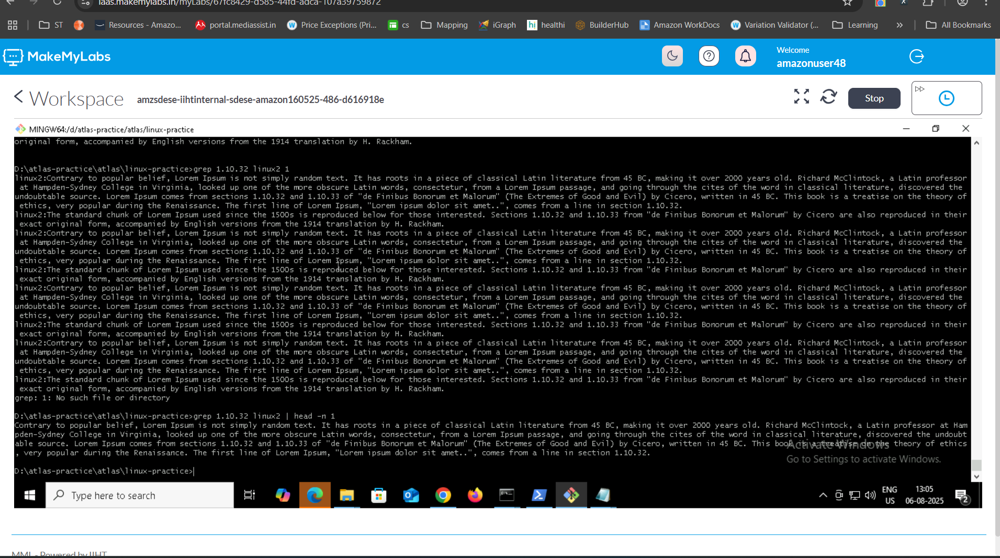 iaas.makemylabs.in/myLabs/67fc8429-d585-44fd-adca-107a39759872
ST
Resources - Amazo...
portal.mediassist.in
Price Exceptions (Pri...
cs
Mapping
iGraph
healthi
BuilderHub
Amazon WorkDocs
Variation Validator (...
Learning
»
All Bookmarks
MakeMyLabs
Welcome
amazonuser48
Workspace
amzsdese-iihtinternal-sdese-amazon160525-486-d616918e
Stop
MINGW64:/d/atlas-practice/atlas/linux-practice
original form, accompanied by English versions from the 1914 translation by H. Rackham.
D:\atlas-practice\atlas\linux-practice>grep 1.10.32 linux2 1
linux2:Contrary to popular belief, Lorem Ipsum is not simply random text. It has roots in a piece of classical Latin literature from 45 BC, making it over 2000 years old. Richard McClintock, a Latin professor
at Hampden-Sydney College in Virginia, looked up one of the more obscure Latin words, consectetur, from a Lorem Ipsum passage, and going through the cites of the word in classical literature, discovered the
undoubtable source. Lorem Ipsum comes from sections 1.10.32 and 1.10.33 of "de Finibus Bonorum et Malorum" (The Extremes of Good and Evil) by Cicero, written in 45 BC. This book is a treatise on the theory of
ethics, very popular during the Renaissance. The first line of Lorem Ipsum, "Lorem ipsum dolor sit amet..", comes from a line in section 1.10.32.
linux2:The standard chunk of Lorem Ipsum used since the 1500s is reproduced below for those interested. Sections 1.10.32 and 1.10.33 from "de Finibus Bonorum et Malorum" by Cicero are also reproduced in their
exact original form, accompanied by English versions from the 1914 translation by H. Rackham.
linux2:Contrary to popular belief, Lorem Ipsum is not simply random text. It has roots in a piece of classical Latin literature from 45 BC, making it over 2000 years old. Richard McClintock, a Latin professor
at Hampden-Sydney College in Virginia, looked up one of the more obscure Latin words, consectetur, from a Lorem Ipsum passage, and going through the cites of the word in classical literature, discovered the
undoubtable source. Lorem Ipsum comes from sections 1.10.32 and 1.10.33 of "de Finibus Bonorum et Malorum" (The Extremes of Good and Evil) by Cicero, written in 45 BC. This book is a treatise on the theory of
ethics, very popular during the Renaissance. The first line of Lorem Ipsum, "Lorem ipsum dolor sit amet..", comes from a line in section 1.10.32.
linux2:The standard chunk of Lorem Ipsum used since the 1500s is reproduced below for those interested. Sections 1.10.32 and 1.10.33 from "de Finibus Bonorum et Malorum" by Cicero are also reproduced in their
exact original form, accompanied by English versions from the 1914 translation by H. Rackham.
linux2:Contrary to popular belief, Lorem Ipsum is not simply random text. It has roots in a piece of classical Latin literature from 45 BC, making it over 2000 years old. Richard McClintock, a Latin professor
at Hampden-Sydney College in Virginia, looked up one of the more obscure Latin words, consectetur, from a Lorem Ipsum passage, and going through the cites of the word in classical literature, discovered the
undoubtable source. Lorem Ipsum comes from sections 1.10.32 and 1.10.33 of "de Finibus Bonorum et Malorum" (The Extremes of Good and Evil) by Cicero, written in 45 BC. This book is a treatise on the theory of
ethics, very popular during the Renaissance. The first line of Lorem Ipsum, "Lorem ipsum dolor sit amet..", comes from a line in section 1.10.32.
linux2:The standard chunk of Lorem Ipsum used since the 1500s is reproduced below for those interested. Sections 1.10.32 and 1.10.33 from "de Finibus Bonorum et Malorum" by Cicero are also reproduced in their
exact original form, accompanied by English versions from the 1914 translation by H. Rackham.
linux2:Contrary to popular belief, Lorem Ipsum is not simply random text. It has roots in a piece of classical Latin literature from 45 BC, making it over 2000 years old. Richard McClintock, a Latin professor
at Hampden-Sydney College in Virginia, looked up one of the more obscure Latin words, consectetur, from a Lorem Ipsum passage, and going through the cites of the word in classical literature, discovered the
undoubtable source. Lorem Ipsum comes from sections 1.10.32 and 1.10.33 of "de Finibus Bonorum et Malorum" (The Extremes of Good and Evil) by Cicero, written in 45 BC. This book is a treatise on the theory of
ethics, very popular during the Renaissance. The first line of Lorem Ipsum, "Lorem ipsum dolor sit amet..", comes from a line in section 1.10.32.
linux2:The standard chunk of Lorem Ipsum used since the 1500s is reproduced below for those interested. Sections 1.10.32 and 1.10.33 from "de Finibus Bonorum et Malorum" by Cicero are also reproduced in their
exact original form, accompanied by English versions from the 1914 translation by H. Rackham.
grep: 1: No such file or directory
D:\atlas-practice\atlas\linux-practice>grep 1.10.32 linux2 | head -n 1
Contrary to popular belief, Lorem Ipsum is not simply random text. It has roots in a piece of classical Latin literature from 45 BC, making it over 2000 years old. Richard McClintock, a Latin professor at Ham
pden-Sydney College in Virginia, looked up one of the more obscure Latin words, consectetur, from a Lorem Ipsum passage, and going through the cites of the word in classical literature, discovered the undoubt
able source. Lorem Ipsum comes from sections 1.10.32 and 1.10.33 of "de Finibus Bonorum et Malorum" (The Extremes of Good and Evil) by Cicero, written in 45 BC. This book is a treatise on the theory of ethics
, very popular during the Renaissance. The first line of Lorem Ipsum, "Lorem ipsum dolor sit amet..", comes from a line in section 1.10.32.
Activate Windows
Go to Settings to activate Windows.
D:\atlas-practice\atlas\linux-practice>
Type here to search
ENG
US
13:05
06-08-2025
2
MML - Powered by IIHT